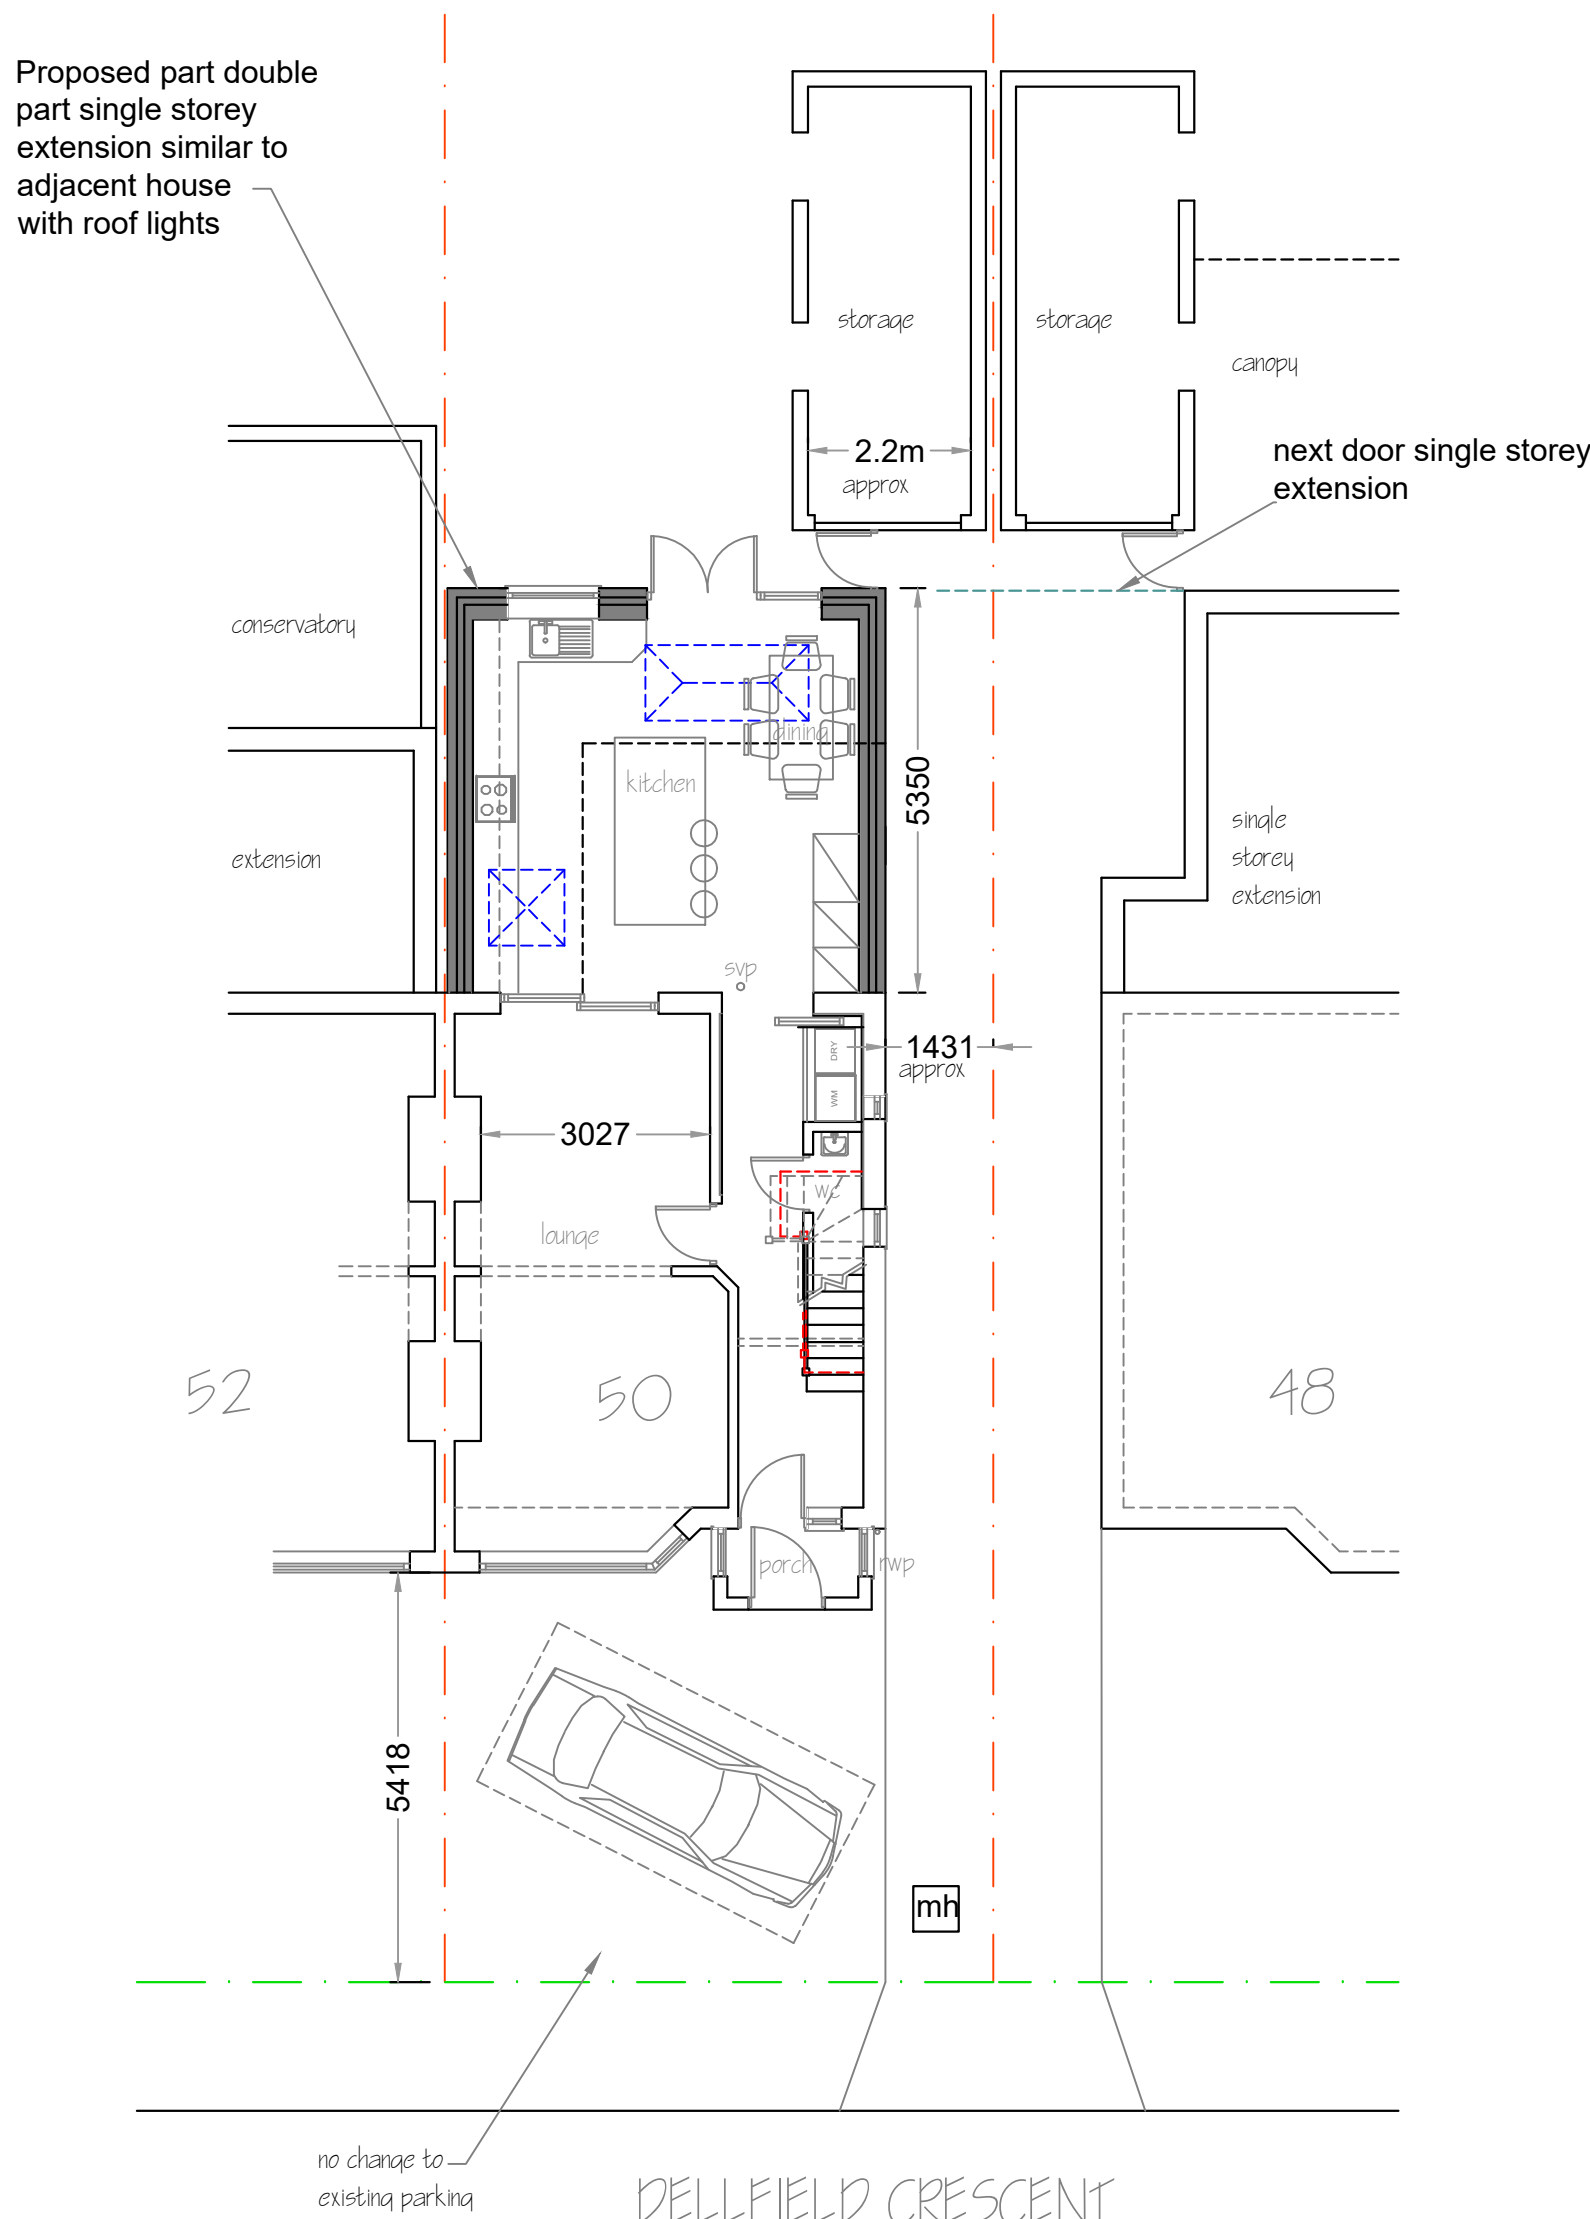 Proposed part double
part single storey
extension similar to
adjacent house
with roof lights
storage
storage
canopy
2.2m
approx
next door single storey
extension
conservatory
dining
kitchen
5350
extension
single
storey
extension
svp
DRY
1431
approx
WM
3027
WC
lounge
52
50
48
porch
rwp
5418
mh
no change to
existing parking
DELLFIELD CRESCENT